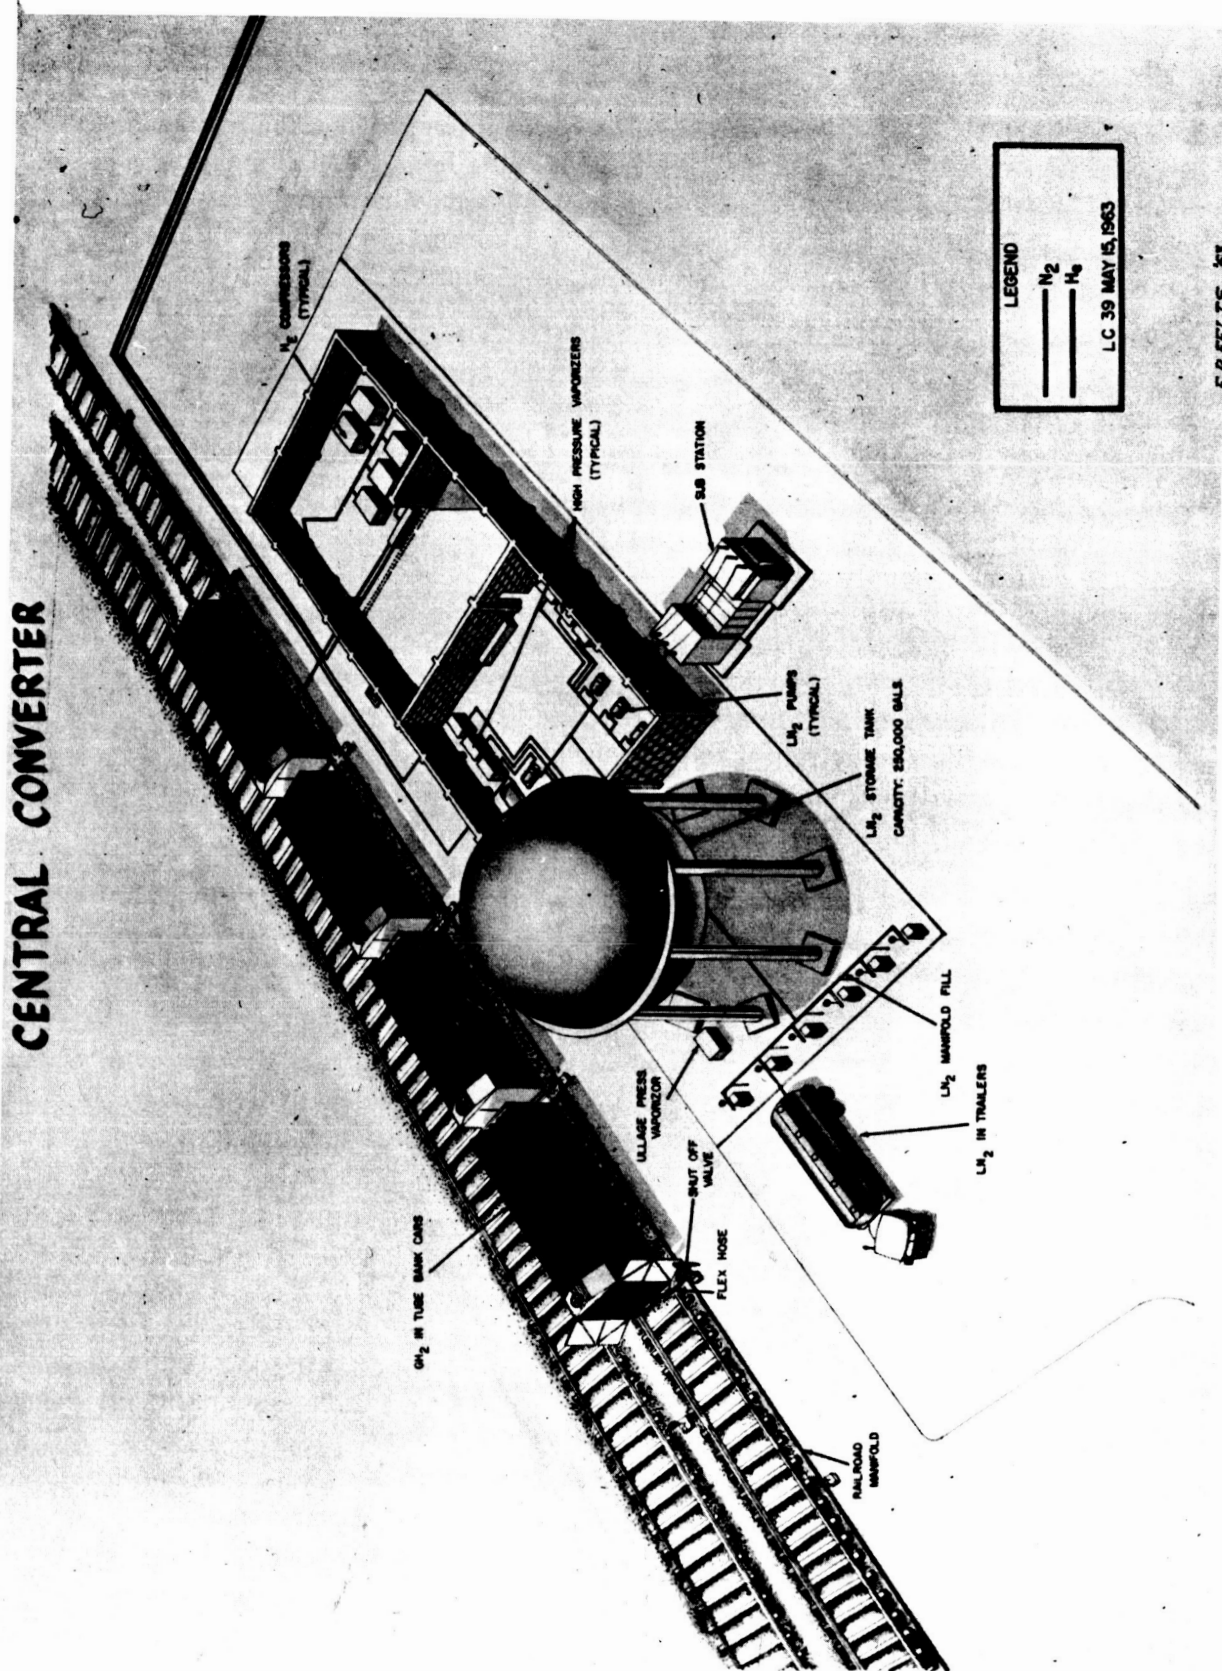 CENTRAL CONVERTER
H<sub>E</sub> COMPRESSORS
(TYPICAL)
HIGH PRESSURE VAPORIZERS
(TYPICAL)
SUB STATION
LN₂ PUMPS
(TYPICAL)
LN₂ STORAGE TANK
CAPACITY: 250,000 GALS.
ULLAGE PRESS
VAPORIZOR
LN₂ MANIFOLD FILL
LN₂ IN TRAILERS
SHUT OFF
VALVE
FLEX HOSE
IN TUBE BANK CARS
RAILROAD
MANIFOLD
LEGEND
N₂
He
LC 39 MAY 15, 1963